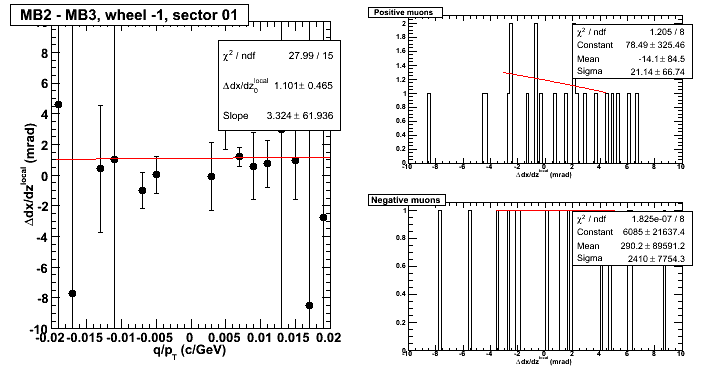 MB2 - MB3, wheel -1, sector 01
χ² / ndf 27.99 / 15
Δdx/dz₀^local 1.101± 0.465
Slope 3.324 ± 61.936
Δdx/dz^local (mrad)
8
6
4
2
0
-2
-4
-6
-8
-10
-0.02 -0.015 -0.01 -0.005 0 0.005 0.01 0.015 0.02
q/p_T (c/GeV)
Positive muons
χ² / ndf 1.205 / 8
Constant 78.49 ± 325.46
Mean -14.1 ± 84.5
Sigma 21.14 ± 66.74
2
1.8
1.6
1.4
1.2
1
0.8
0.6
0.4
0.2
0
-10 -8 -6 -4 -2 0 2 4 6 8 10
Δdx/dz^local (mrad)
Negative muons
χ² / ndf 1.825e-07 / 8
Constant 6085 ± 21637.4
Mean 290.2 ± 89591.2
Sigma 2410 ± 7754.3
1
0.8
0.6
0.4
0.2
0
-10 -8 -6 -4 -2 0 2 4 6 8 10
Δdx/dz^local (mrad)